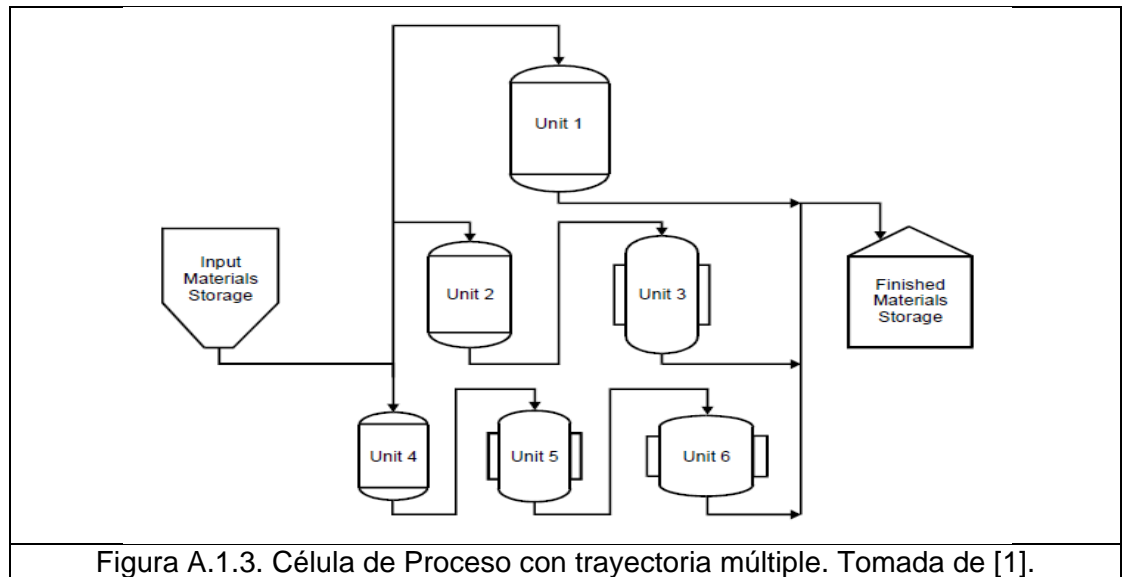 Unit 1
Input
Materials
Storage
Unit 2
Unit 3
Finished
Materials
Storage
Unit 4
Unit 5
Unit 6
Figura A.1.3. Célula de Proceso con trayectoria múltiple. Tomada de [1].